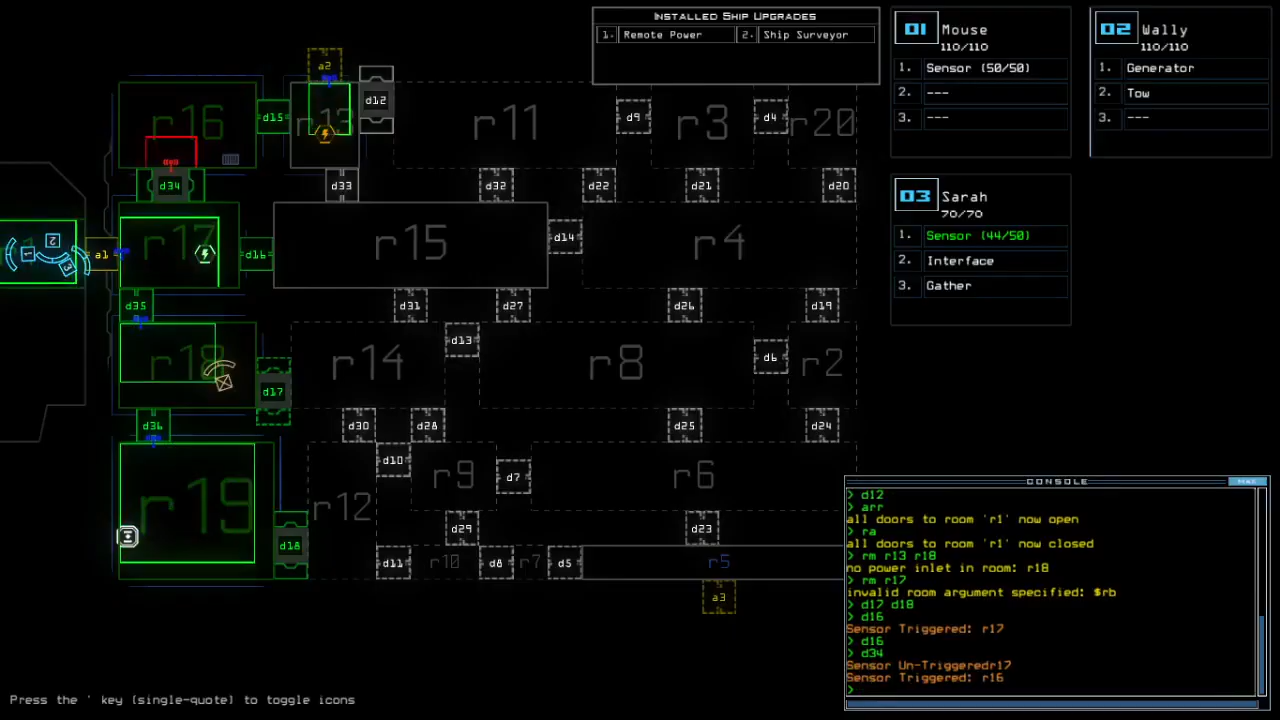 Installed Ship Upgrades
1. Remote Power 2. Ship Surveyor
01 Mouse
110/110
1. Sensor (50/50)
2. ---
3. ---
02 Wally
110/110
1. Generator
2. Tow
3. ---
03 Sarah
70/70
1. Sensor (44/50)
2. Interface
3. Gather
a2
r16 d15 r13 d12 r11 d9 r3 d4 r20
d34 d33 d32 d22 d21 d20
a1 r17 d16 r15 d14 r4
d35 d31 d27 d26 d19
r18 d17 r14 d13 r8 d6 r2
d36 d30 d28 d25 d24
r19 d18 r12 d10 r9 d7 r6
d29 d23
d11 r10 d8 r7 d5 r5
a3
1 2 3
CONSOLE
> d12
> arr
all doors to room 'r1' now open
> ra
all doors to room 'r1' now closed
> rm r13 r18
no power inlet in room: r18
> rm r17
invalid room argument specified: $rb
> d17 d18
> d16
Sensor Triggered: r17
> d16
> d34
Sensor Un-Triggeredr17
Sensor Triggered: r16
>
Press the ' key (single-quote) to toggle icons